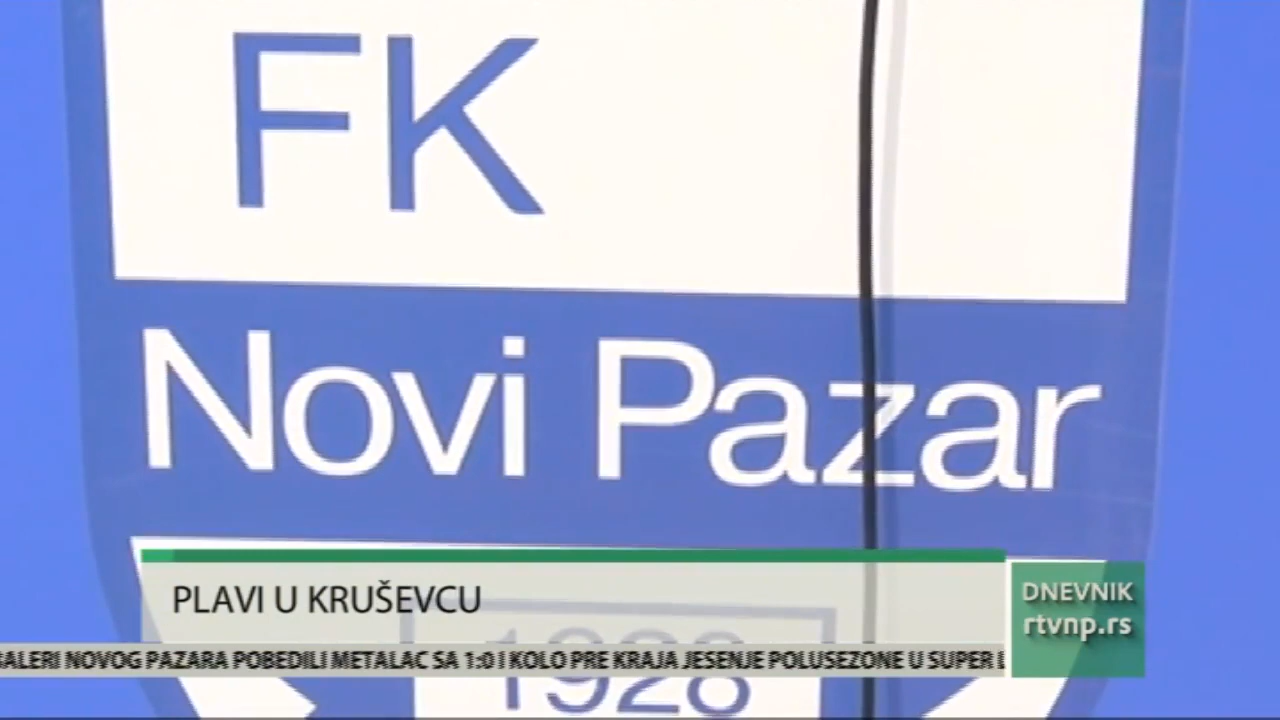 FK
Novi Pazar
PLAVI U KRUŠEVCU
DNEVNIK
rtvnp.rs
NOVOG PAZARA POBEDILI METALAC SA 1:0 I KOLO PRE KRAJA JESENJE POLUSEZONE U SUPER
1928